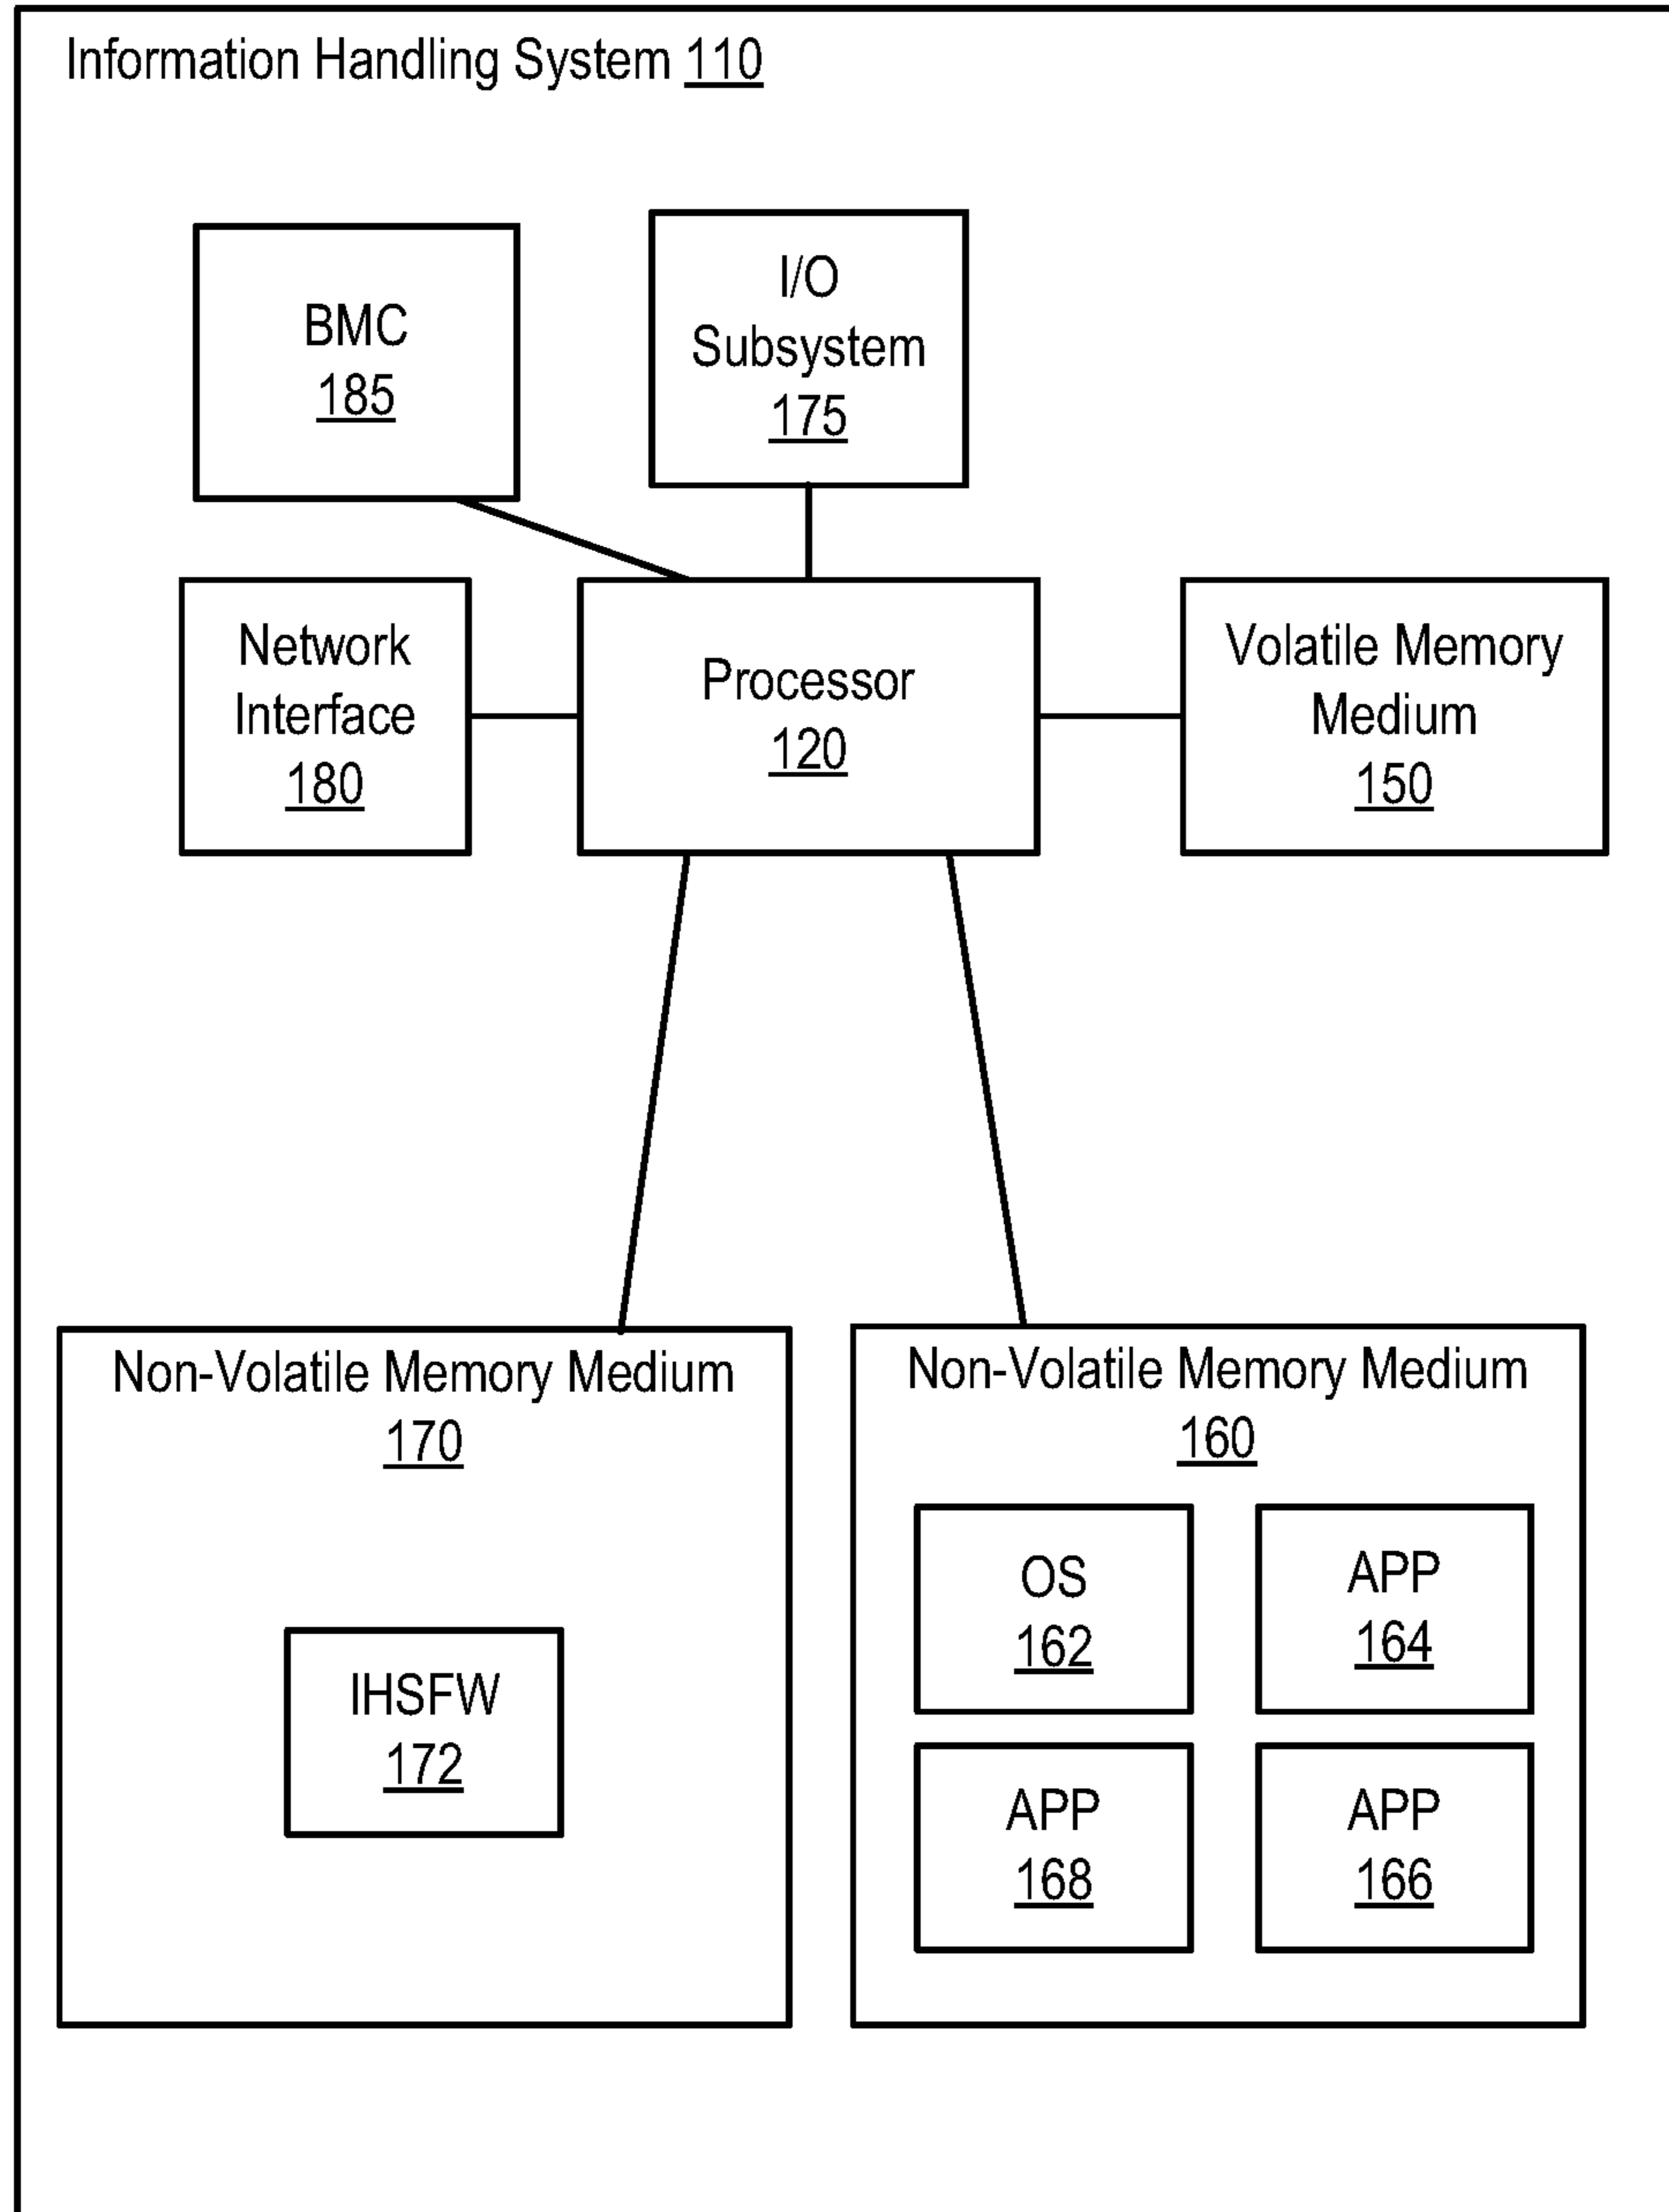 Information Handling System 110
BMC
185
I/O
Subsystem
175
Network
Interface
180
Processor
120
Volatile Memory
Medium
150
Non-Volatile Memory Medium
170
IHSFW
172
Non-Volatile Memory Medium
160
OS
162
APP
164
APP
168
APP
166